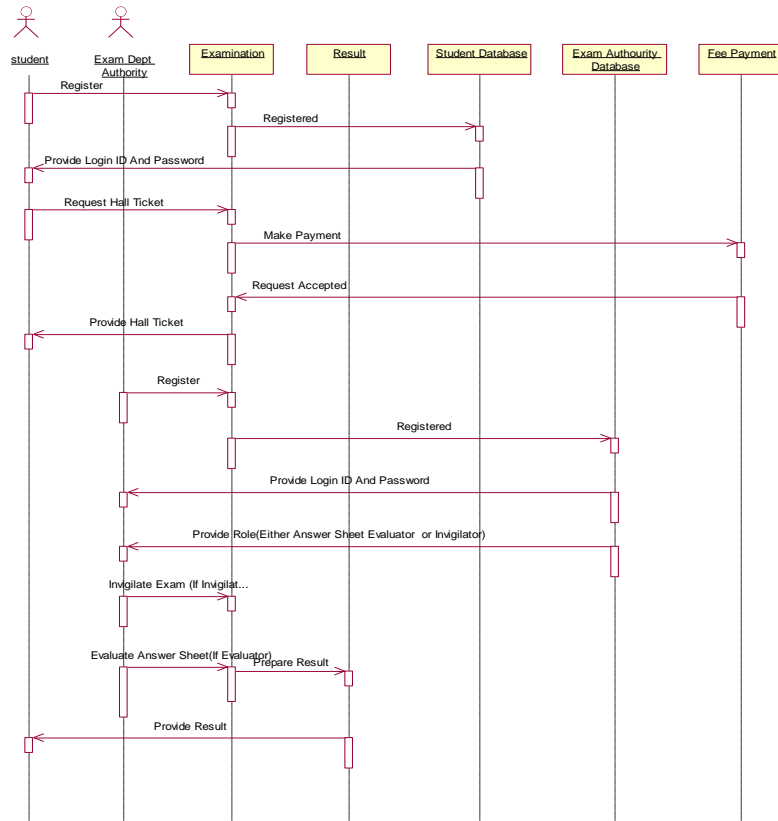 student
Exam Dept
Authority
Examination
Result
Student Database
Exam Authourity
Database
Fee Payment
Register
Registered
Provide Login ID And Password
Request Hall Ticket
Make Payment
Request Accepted
Provide Hall Ticket
Register
Registered
Provide Login ID And Password
Provide Role(Either Answer Sheet Evaluator or Invigilator)
Invigilate Exam (If Invigilat...
Evaluate Answer Sheet(If Evaluator)
Prepare Result
Provide Result